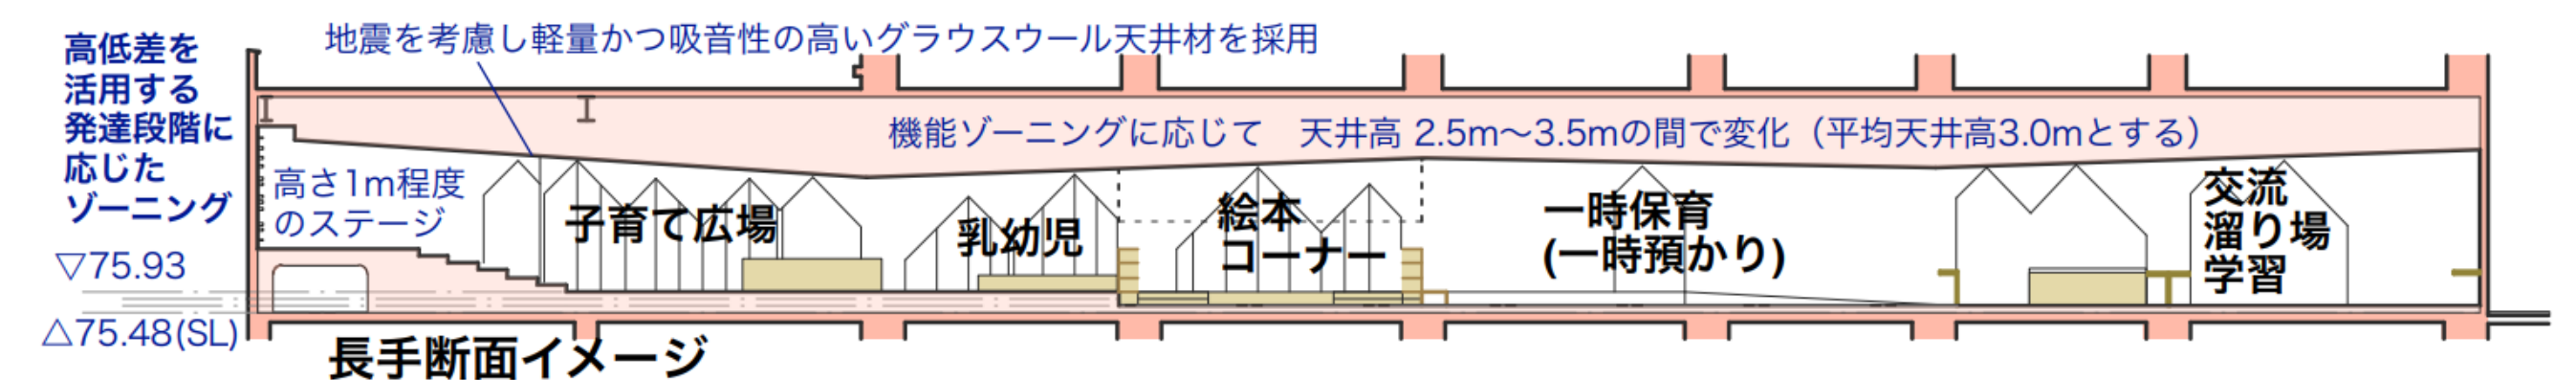 高低差を
活用する
発達段階に
応じた
ゾーニング
地震を考慮し軽量かつ吸音性の高いグラウスウール天井材を採用
機能ゾーニングに応じて　天井高 2.5m〜3.5mの間で変化（平均天井高3.0mとする）
高さ1m程度
のステージ
子育て広場
乳幼児
絵本
コーナー
一時保育
(一時預かり)
交流
溜り場
学習
▽75.93
△75.48(SL)
長手断面イメージ